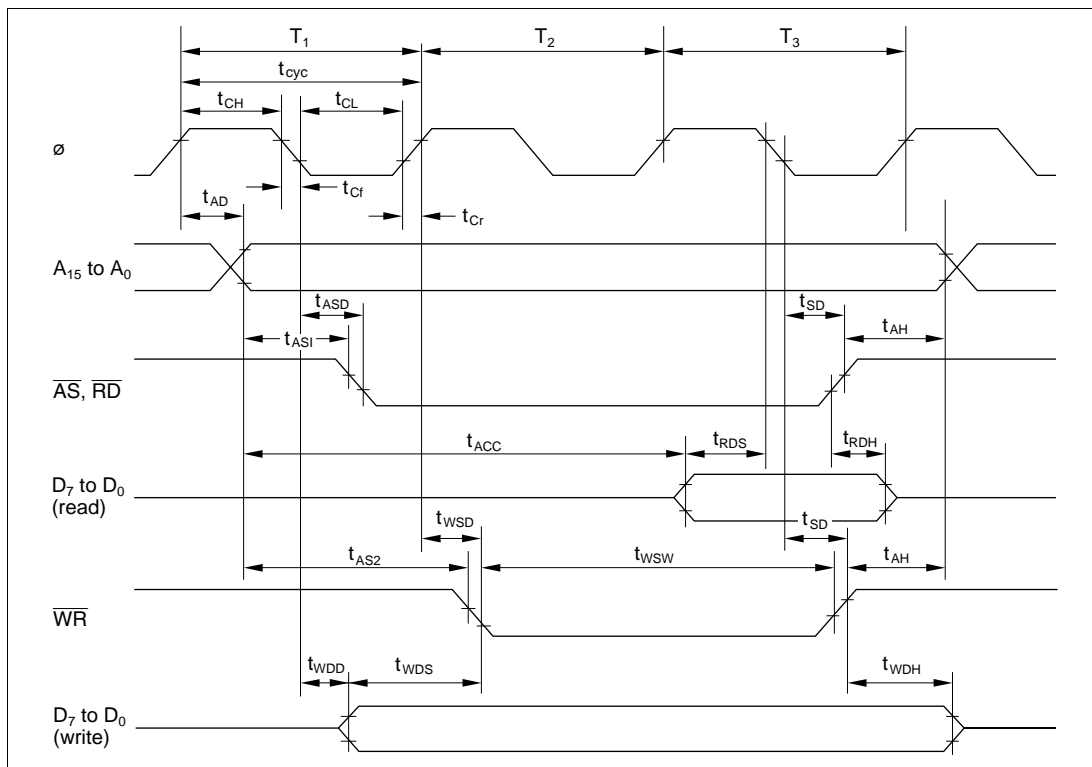 T1 T2 T3
tcyc
tCH tCL
ø
tCf
tAD
tCr
A15 to A0
tASD tSD
tASI tAH
AS, RD
tACC tRDS tRDH
D7 to D0
(read)
tWSD tSD
tAS2 tWSW tAH
WR
tWDD tWDS tWDH
D7 to D0
(write)